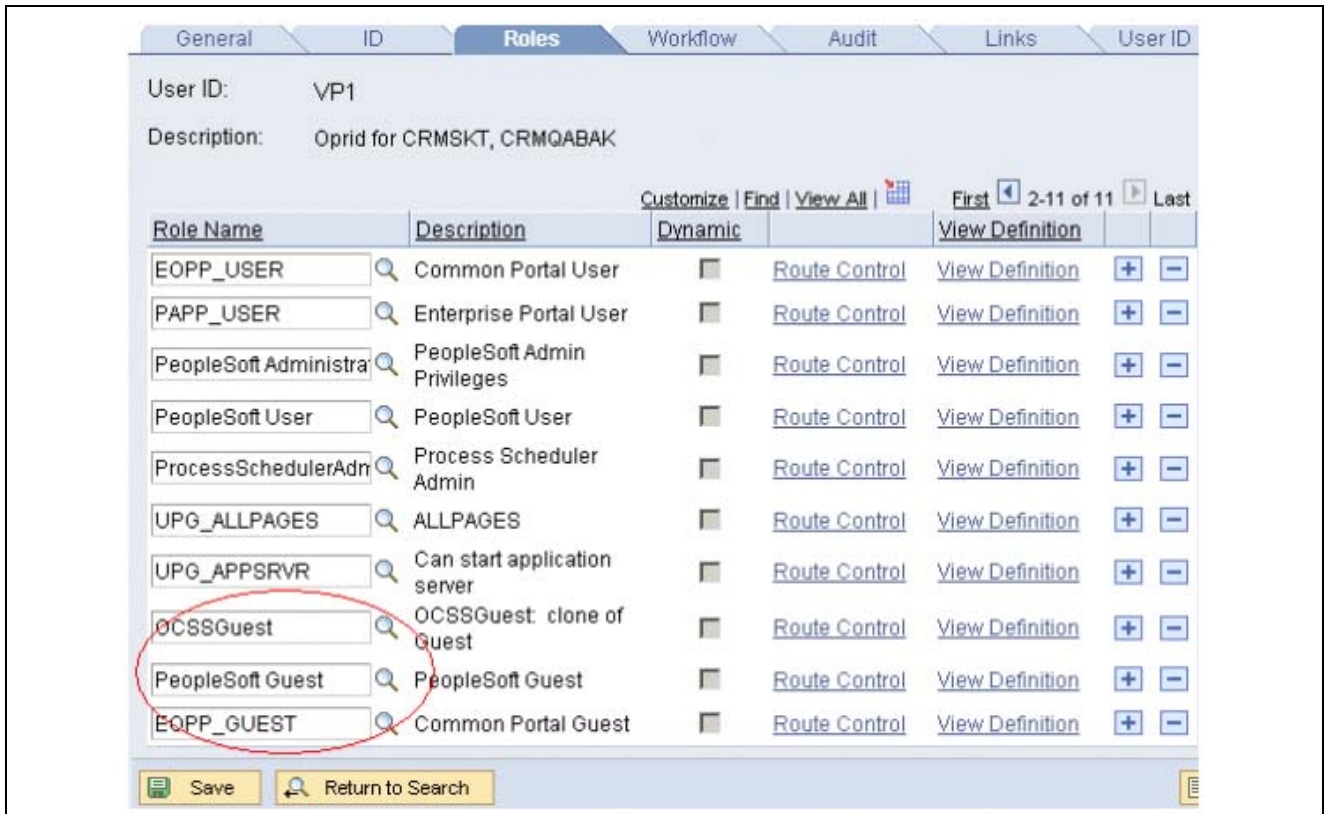 General ID Roles Workflow Audit Links User ID
User ID: VP1
Description: Oprid for CRMSKT, CRMQABAK
Customize | Find | View All | First 2-11 of 11 Last
Role Name Description Dynamic View Definition
EOPP_USER Common Portal User Route Control View Definition + −
PAPP_USER Enterprise Portal User Route Control View Definition + −
PeopleSoft Administra PeopleSoft Admin Privileges Route Control View Definition + −
PeopleSoft User PeopleSoft User Route Control View Definition + −
ProcessSchedulerAdm Process Scheduler Admin Route Control View Definition + −
UPG_ALLPAGES ALLPAGES Route Control View Definition + −
UPG_APPSRVR Can start application server Route Control View Definition + −
OCSSGuest OCSSGuest: clone of Guest Route Control View Definition + −
PeopleSoft Guest PeopleSoft Guest Route Control View Definition + −
EOPP_GUEST Common Portal Guest Route Control View Definition + −
Save Return to Search